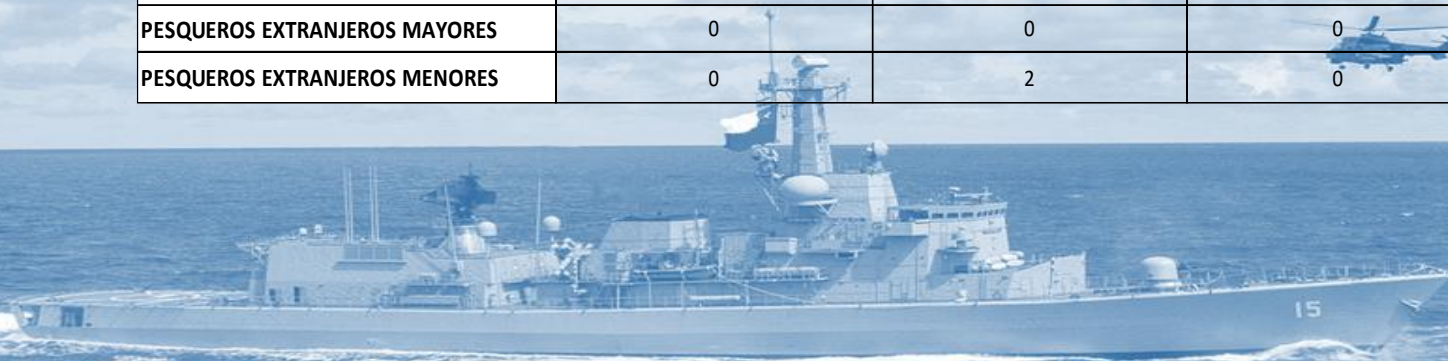 PESQUEROS EXTRANJEROS MAYORES 0 0 0
PESQUEROS EXTRANJEROS MENORES 0 2 0
15